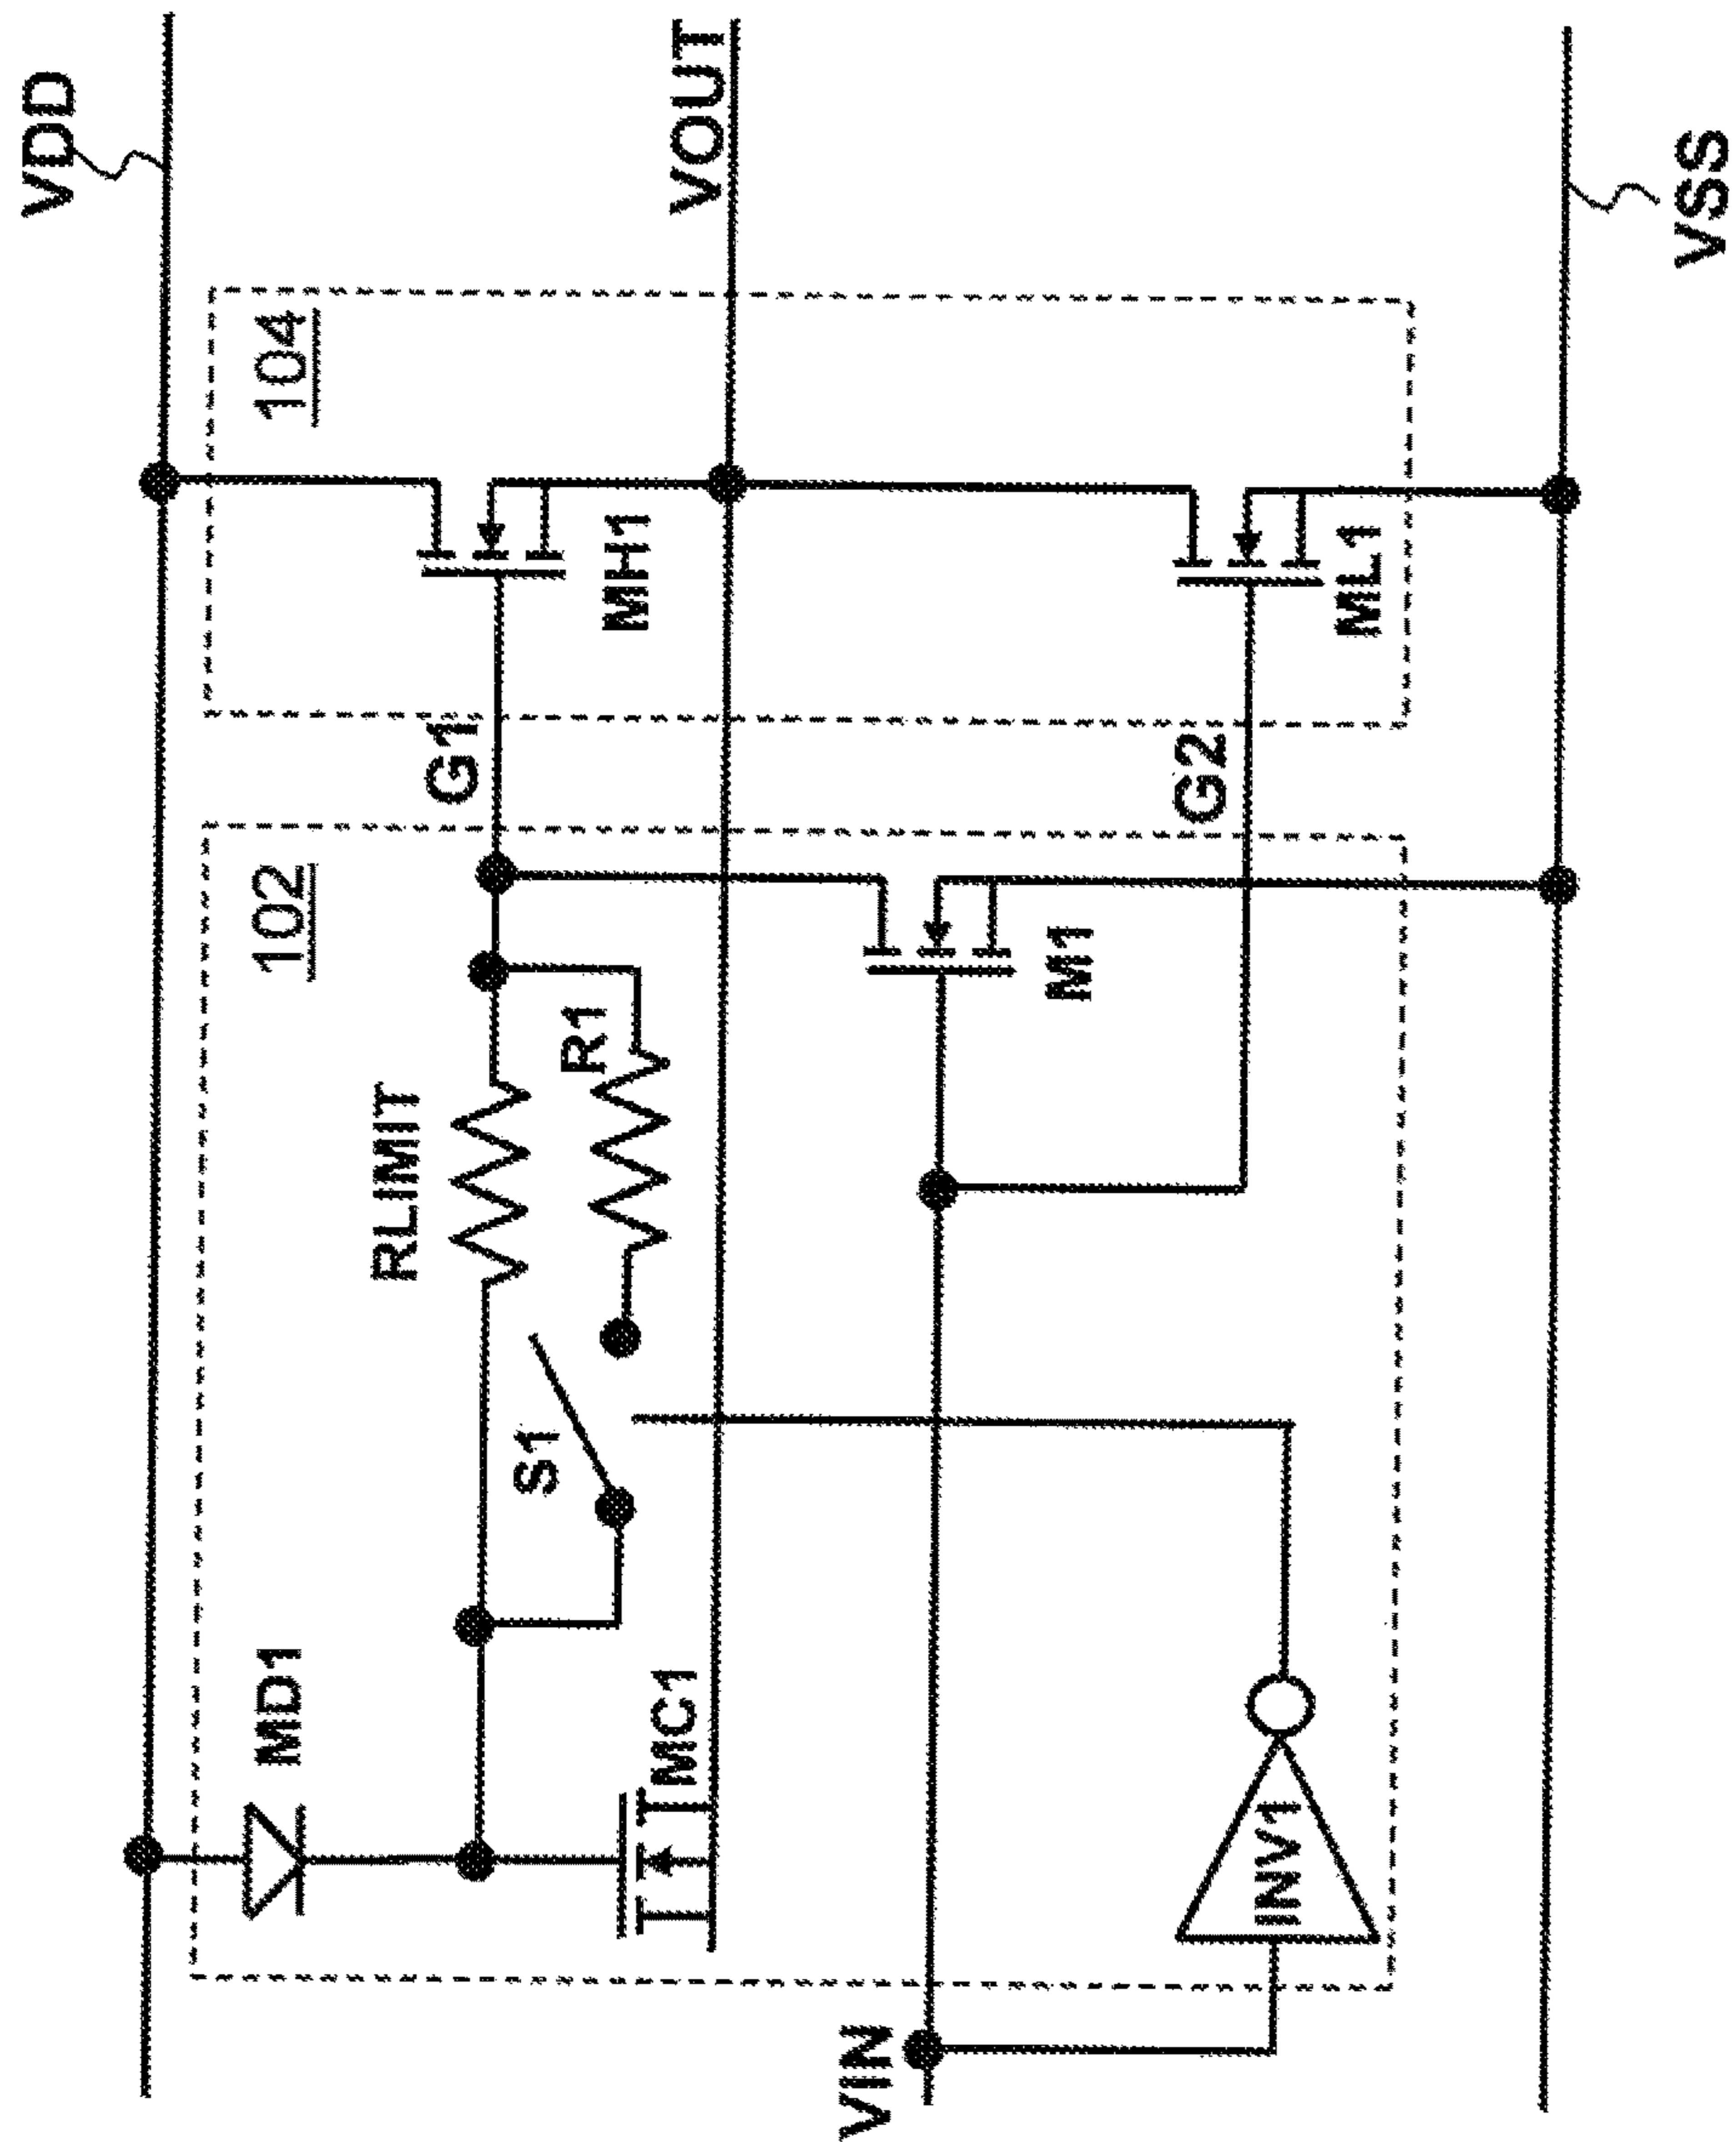 VDD
102
104
MD1
RLIMIT
G1
S1
R1
MH1
MC1
VOUT
VIN
M1
G2
INV1
ML1
VSS